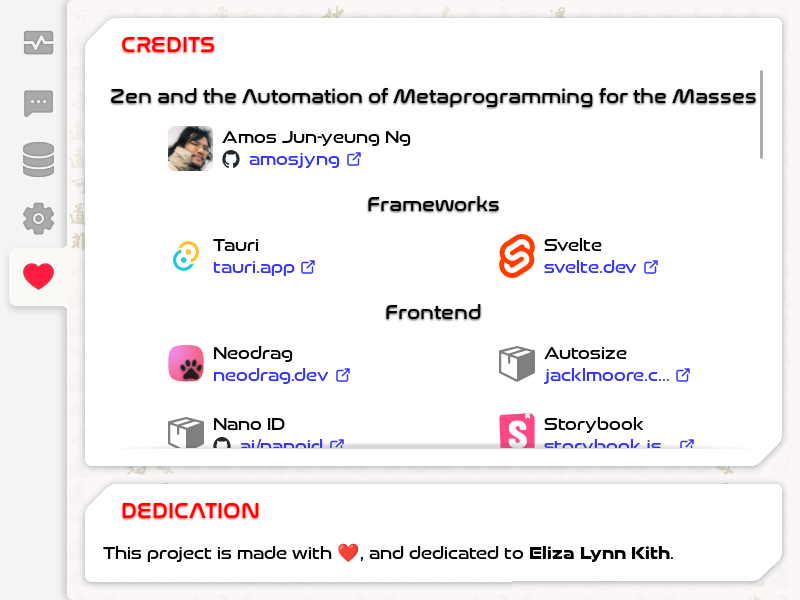 CREDITS
Zen and the Automation of Metaprogramming for the Masses
Amos Jun-yeung Ng
amosjyng
Frameworks
Tauri
tauri.app
Svelte
svelte.dev
Frontend
Neodrag
neodrag.dev
Autosize
jacklmoore.c...
Nano ID
ai/nanoid
Storybook
storybook.js...
DEDICATION
This project is made with ❤️, and dedicated to Eliza Lynn Kith.